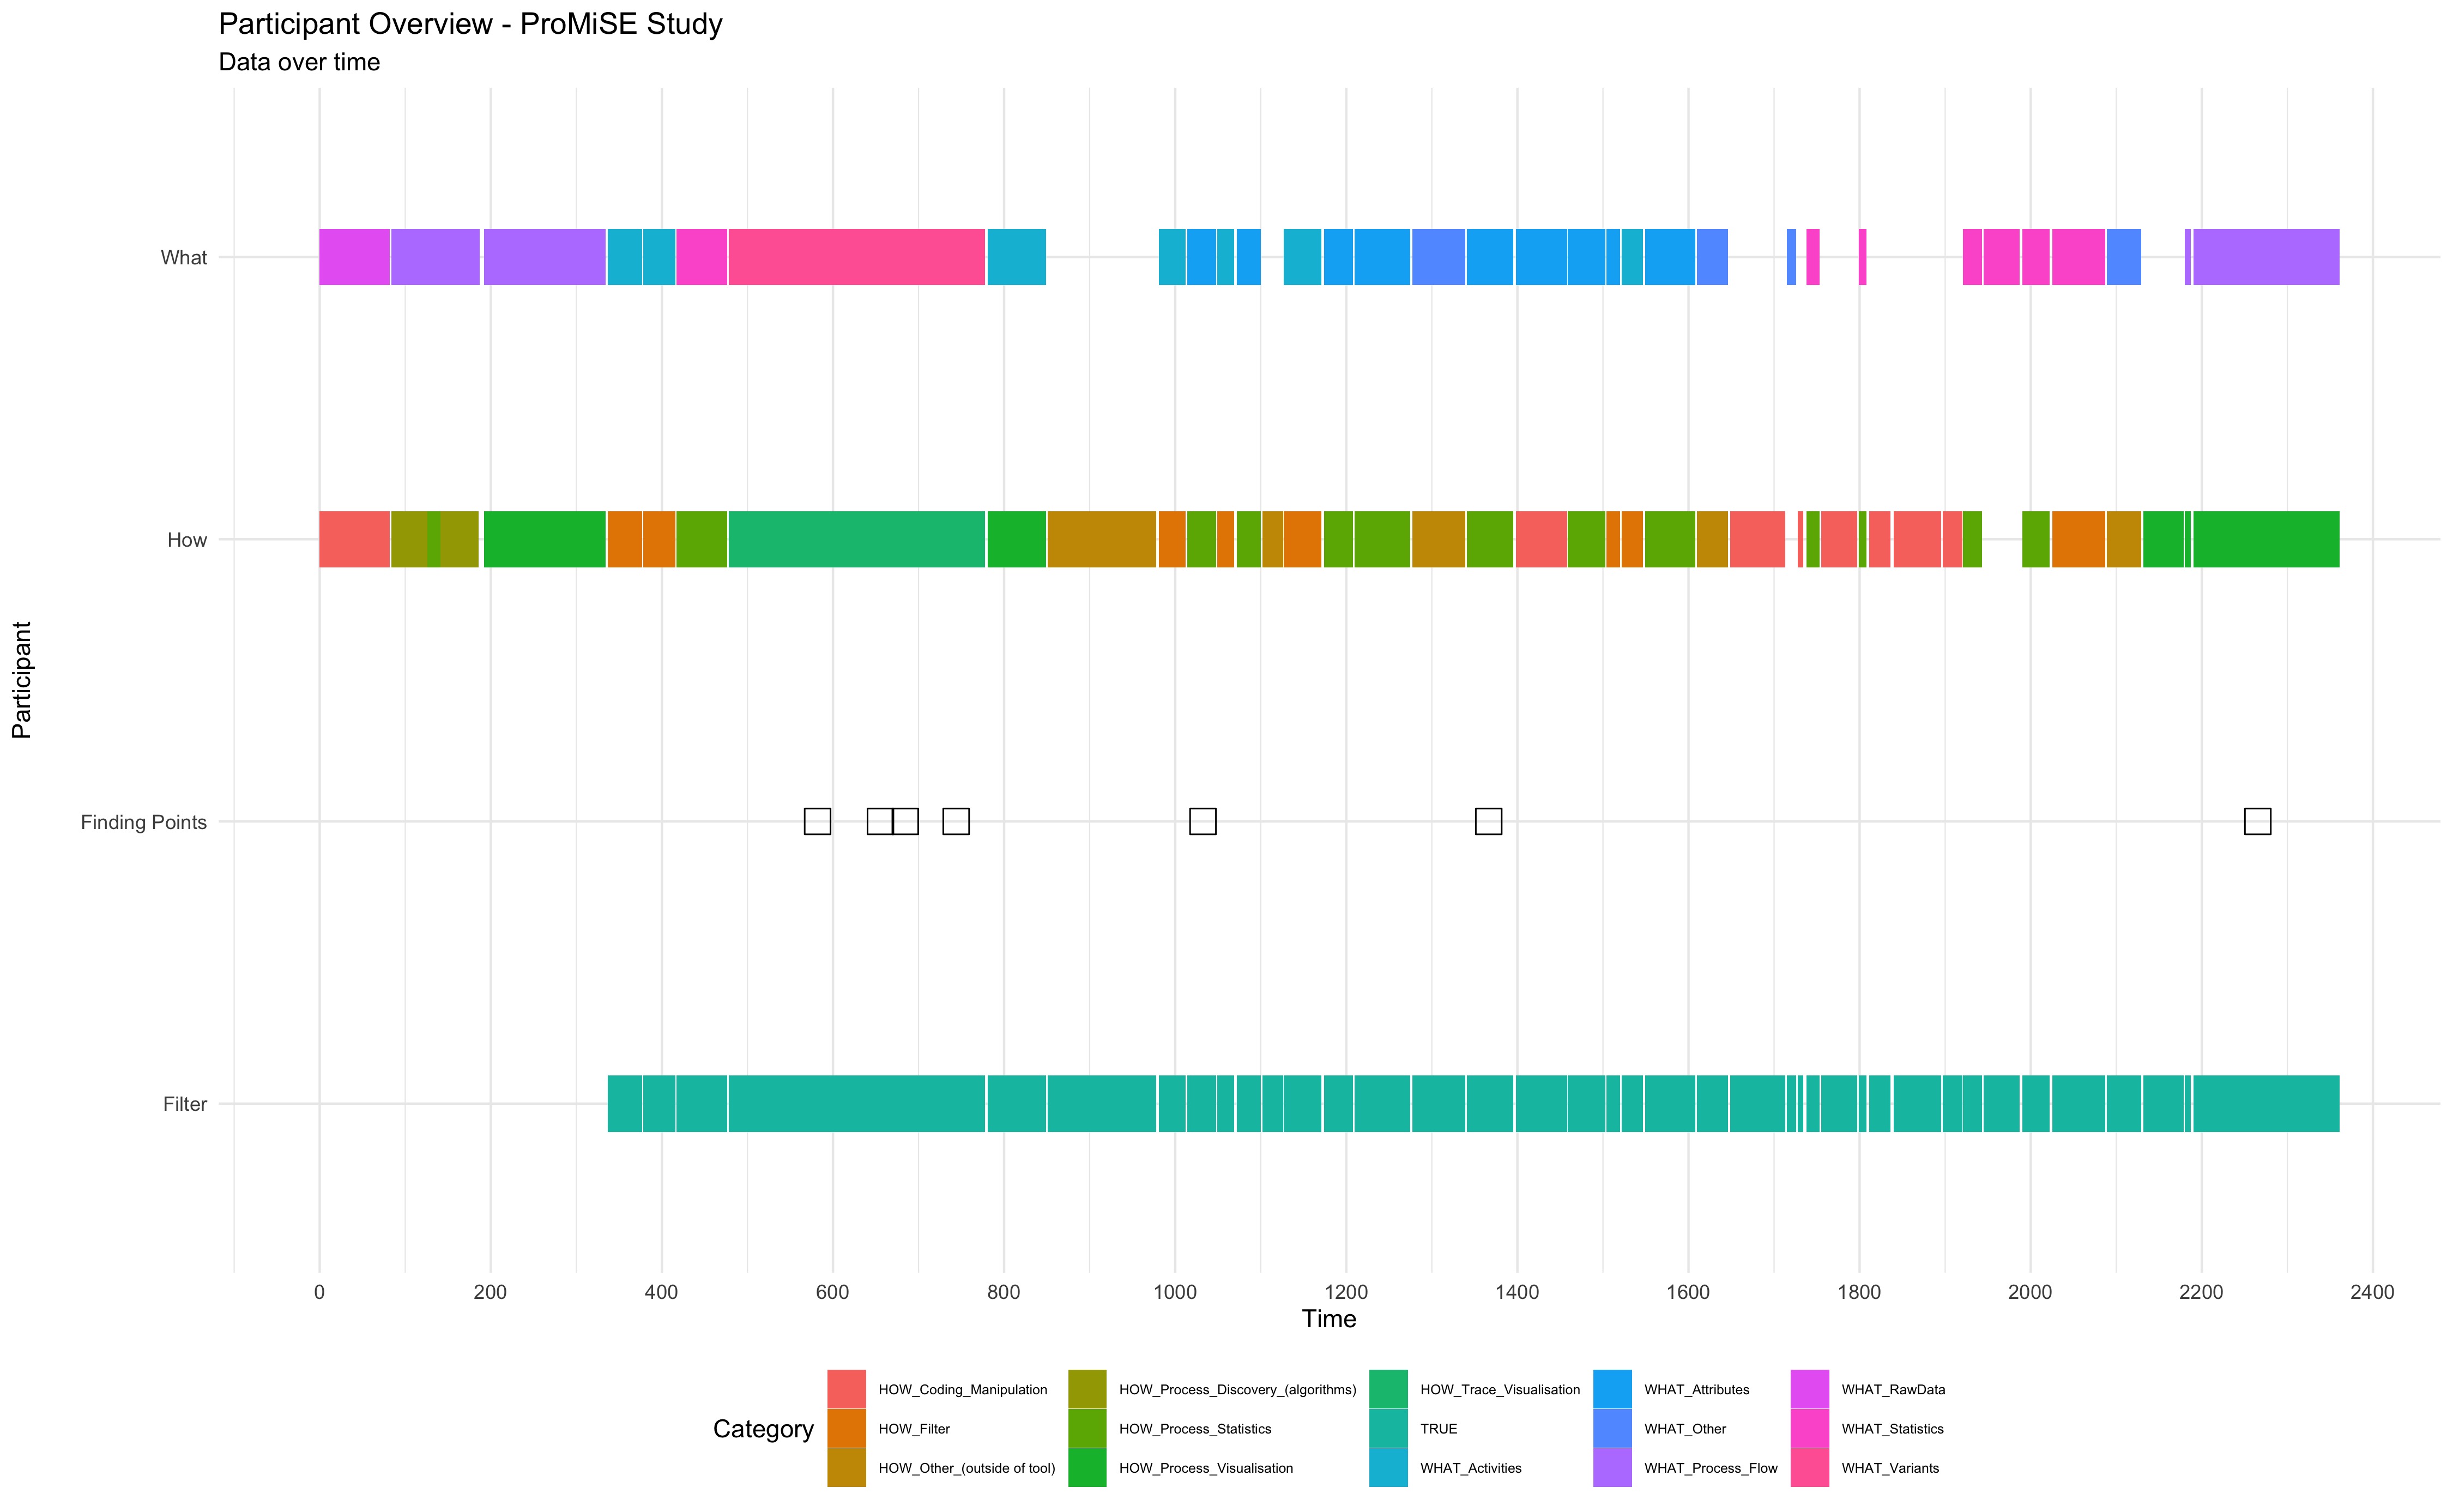 Participant Overview - ProMiSE Study
Data over time
Participant
What
How
Finding Points
Filter
0 200 400 600 800 1000 1200 1400 1600 1800 2000 2200 2400
Time
Category
HOW_Coding_Manipulation
HOW_Filter
HOW_Other_(outside of tool)
HOW_Process_Discovery_(algorithms)
HOW_Process_Statistics
HOW_Process_Visualisation
HOW_Trace_Visualisation
TRUE
WHAT_Activities
WHAT_Attributes
WHAT_Other
WHAT_Process_Flow
WHAT_RawData
WHAT_Statistics
WHAT_Variants